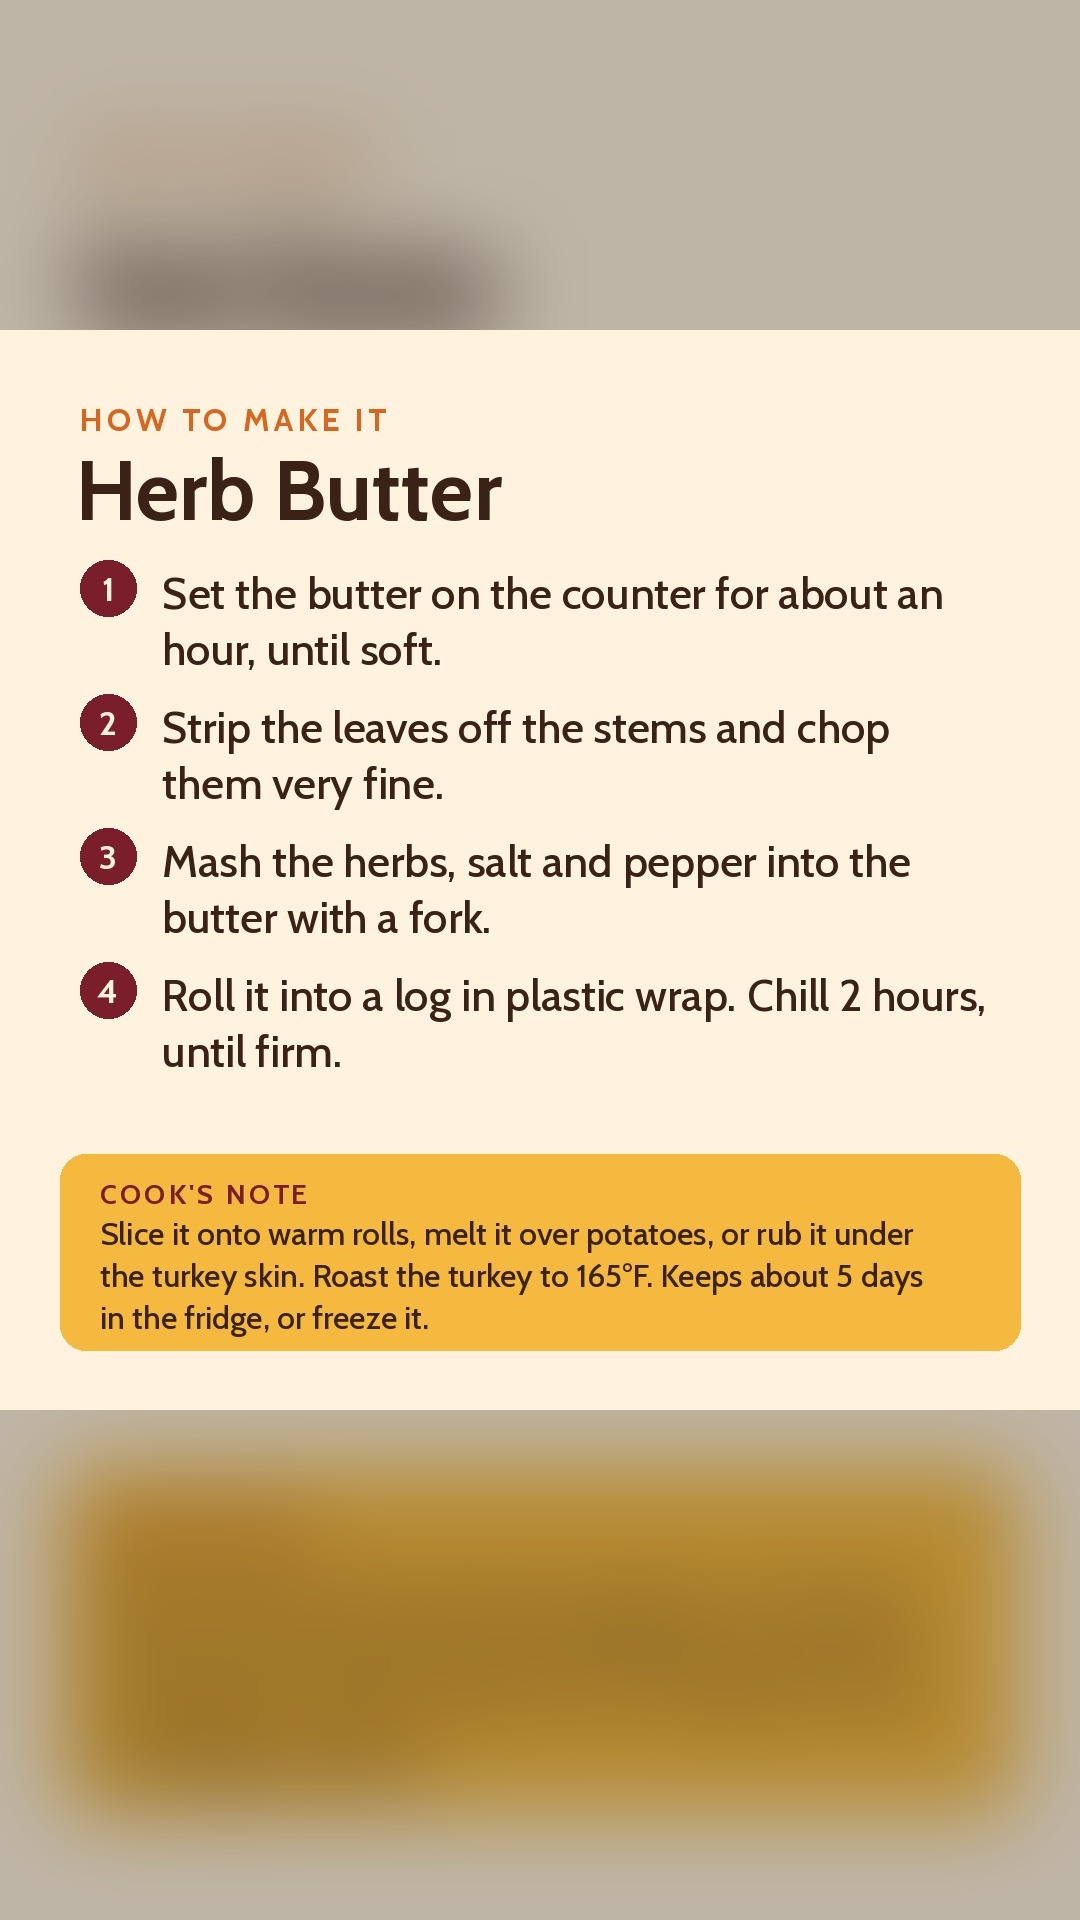 HOW TO MAKE IT
Herb Butter
1 Set the butter on the counter for about an
hour, until soft.
2 Strip the leaves off the stems and chop
them very fine.
3 Mash the herbs, salt and pepper into the
butter with a fork.
4 Roll it into a log in plastic wrap. Chill 2 hours,
until firm.
COOK'S NOTE
Slice it onto warm rolls, melt it over potatoes, or rub it under
the turkey skin. Roast the turkey to 165°F. Keeps about 5 days
in the fridge, or freeze it.